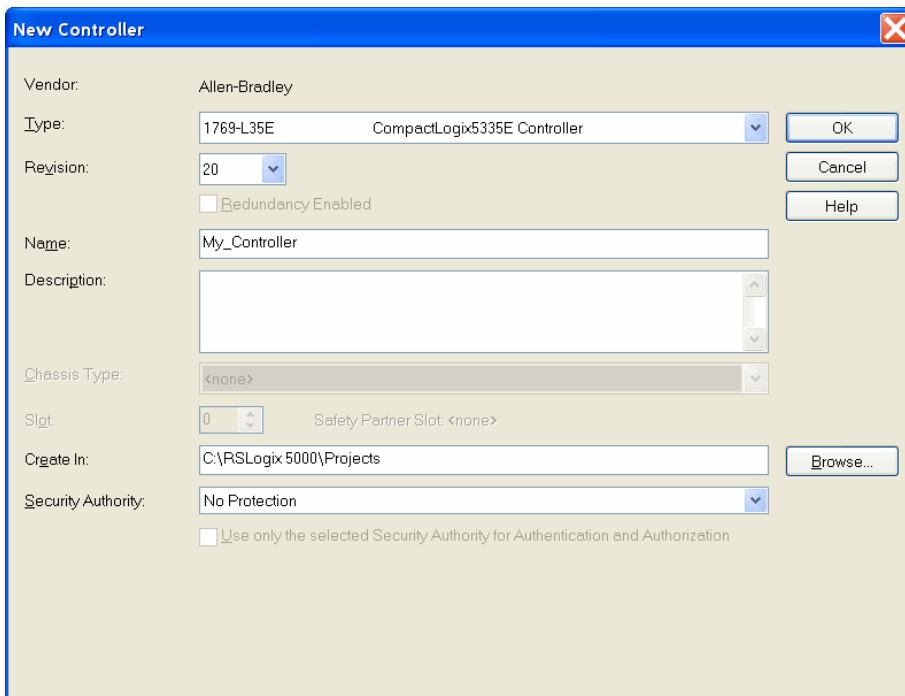 New Controller
Vendor: Allen-Bradley
Type: 1769-L35E CompactLogix5335E Controller OK
Revision: 20 Cancel
Redundancy Enabled Help
Name: My_Controller
Description:
Chassis Type: <none>
Slot: 0 Safety Partner Slot: <none>
Create In: C:\RSLogix 5000\Projects Browse...
Security Authority: No Protection
Use only the selected Security Authority for Authentication and Authorization